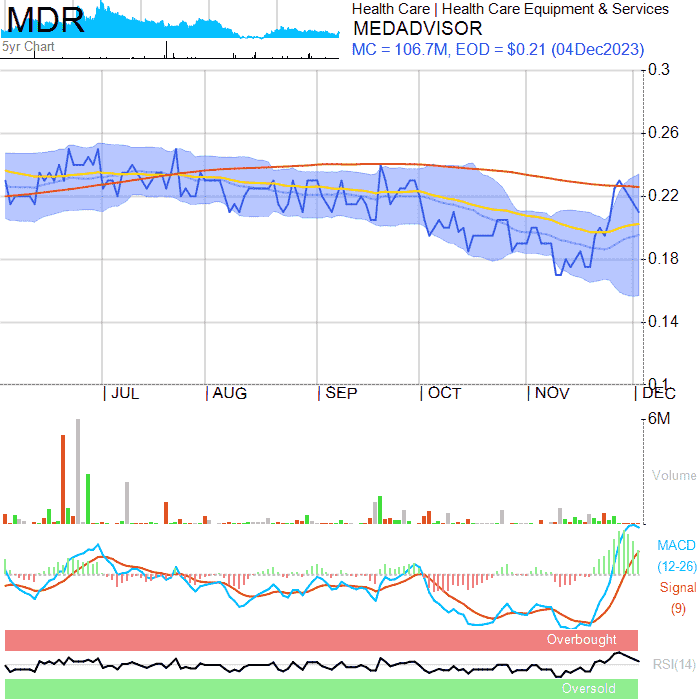 MDR
Health Care | Health Care Equipment & Services
MEDADVISOR
MC = 106.7M, EOD = $0.21 (04Dec2023)
5yr Chart
0.3
0.26
0.22
0.18
0.14
0.1
JUL AUG SEP OCT NOV DEC
6M
Volume
MACD
(12-26)
Signal
(9)
Overbought
RSI(14)
Oversold